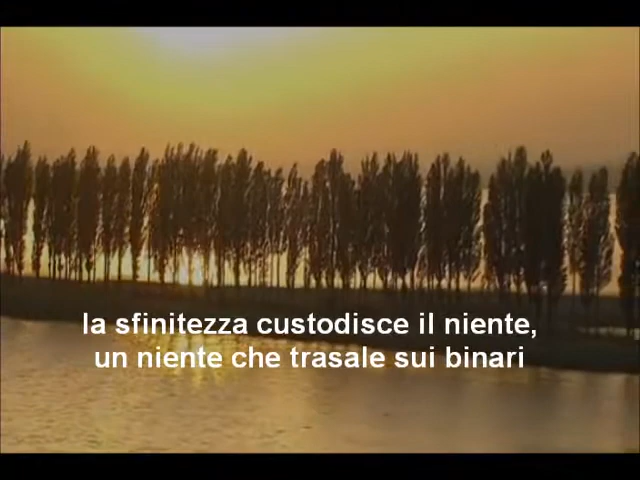 la sfinitezza custodisce il niente,
un niente che trasale sui binari